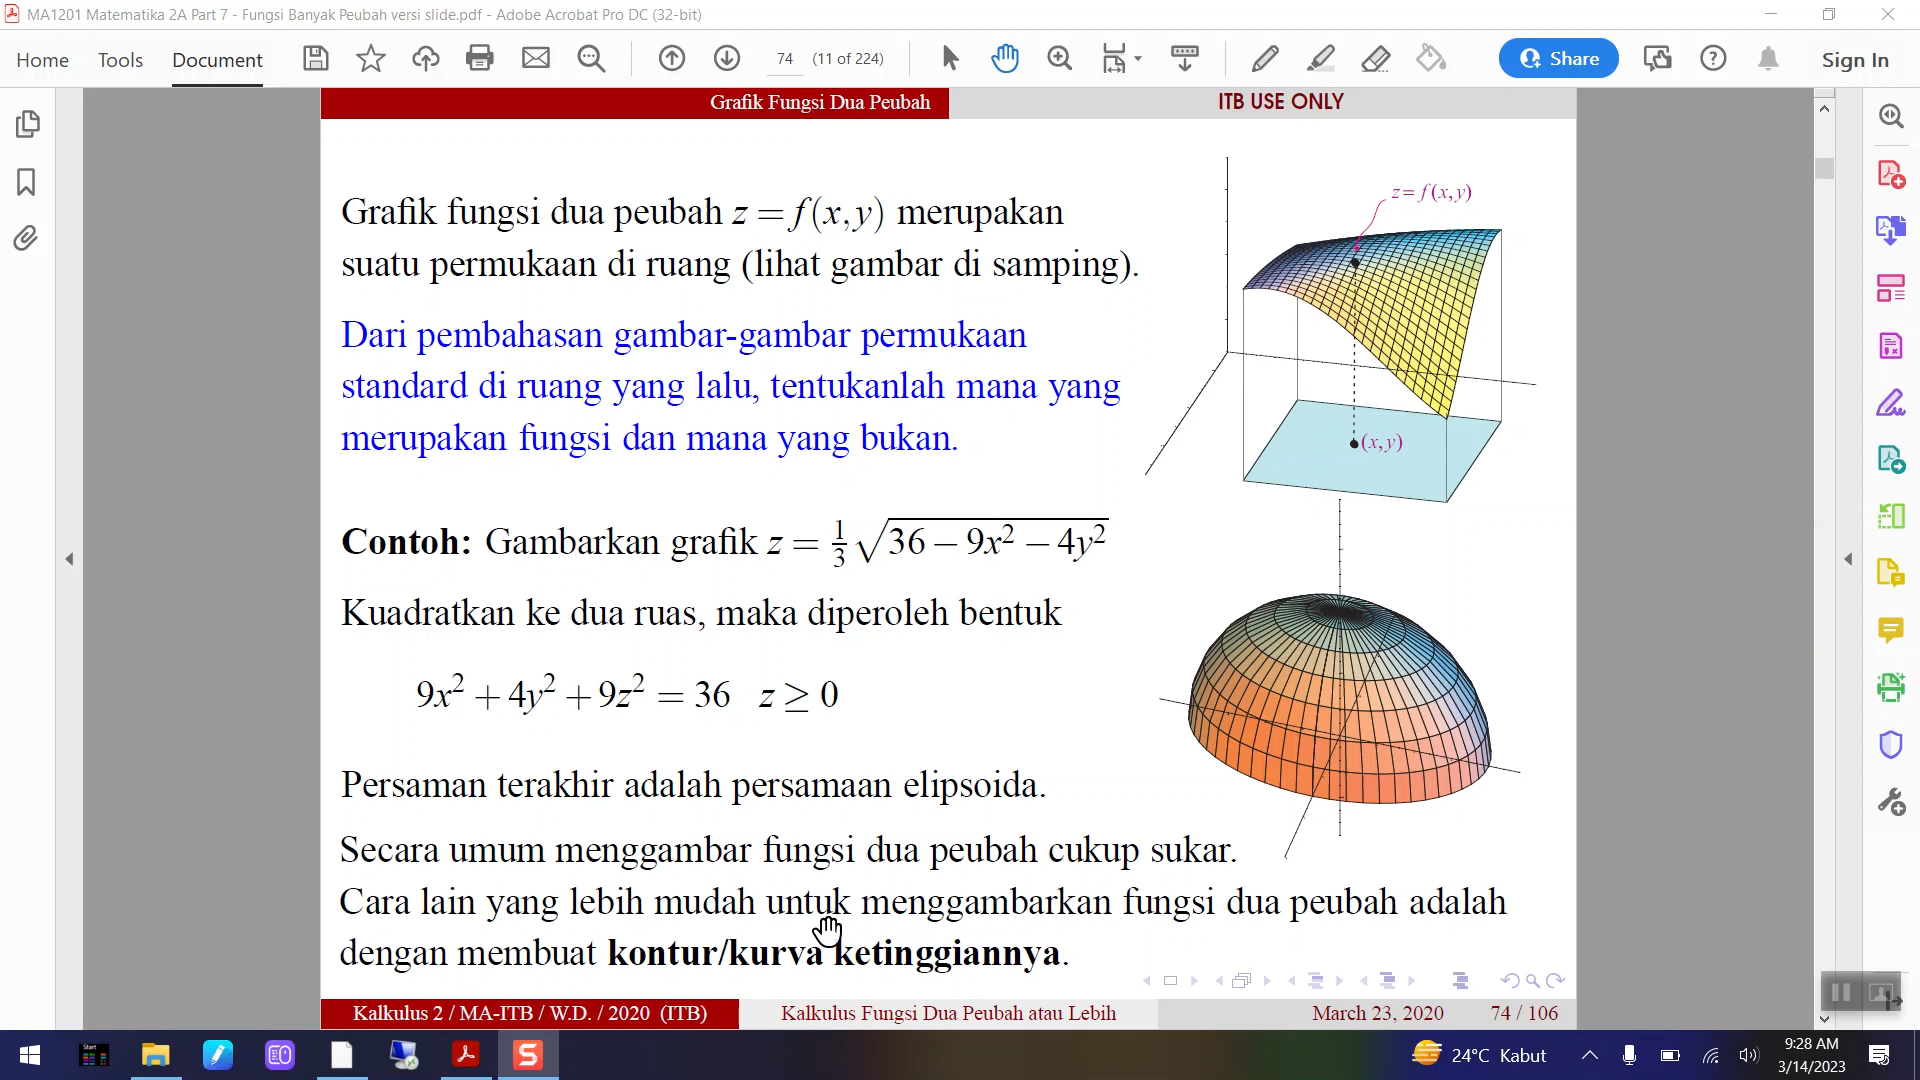 MA1201 Matematika 2A Part 7 - Fungsi Banyak Peubah versi slide.pdf - Adobe Acrobat Pro DC (32-bit)
Home Tools Document 74 (11 of 224) Share Sign In
Grafik Fungsi Dua Peubah ITB USE ONLY
Grafik fungsi dua peubah z = f(x,y) merupakan
suatu permukaan di ruang (lihat gambar di samping).
Dari pembahasan gambar-gambar permukaan
standard di ruang yang lalu, tentukanlah mana yang
merupakan fungsi dan mana yang bukan.
z = f(x,y)
(x,y)
Contoh: Gambarkan grafik z = 1/3 √(36 − 9x² − 4y²)
Kuadratkan ke dua ruas, maka diperoleh bentuk
9x² + 4y² + 9z² = 36 z ≥ 0
Persaman terakhir adalah persamaan elipsoida.
Secara umum menggambar fungsi dua peubah cukup sukar.
Cara lain yang lebih mudah untuk menggambarkan fungsi dua peubah adalah
dengan membuat kontur/kurva ketinggiannya.
Kalkulus 2 / MA-ITB / W.D. / 2020 (ITB) Kalkulus Fungsi Dua Peubah atau Lebih March 23, 2020 74 / 106
Start
24°C Kabut
9:28 AM
3/14/2023